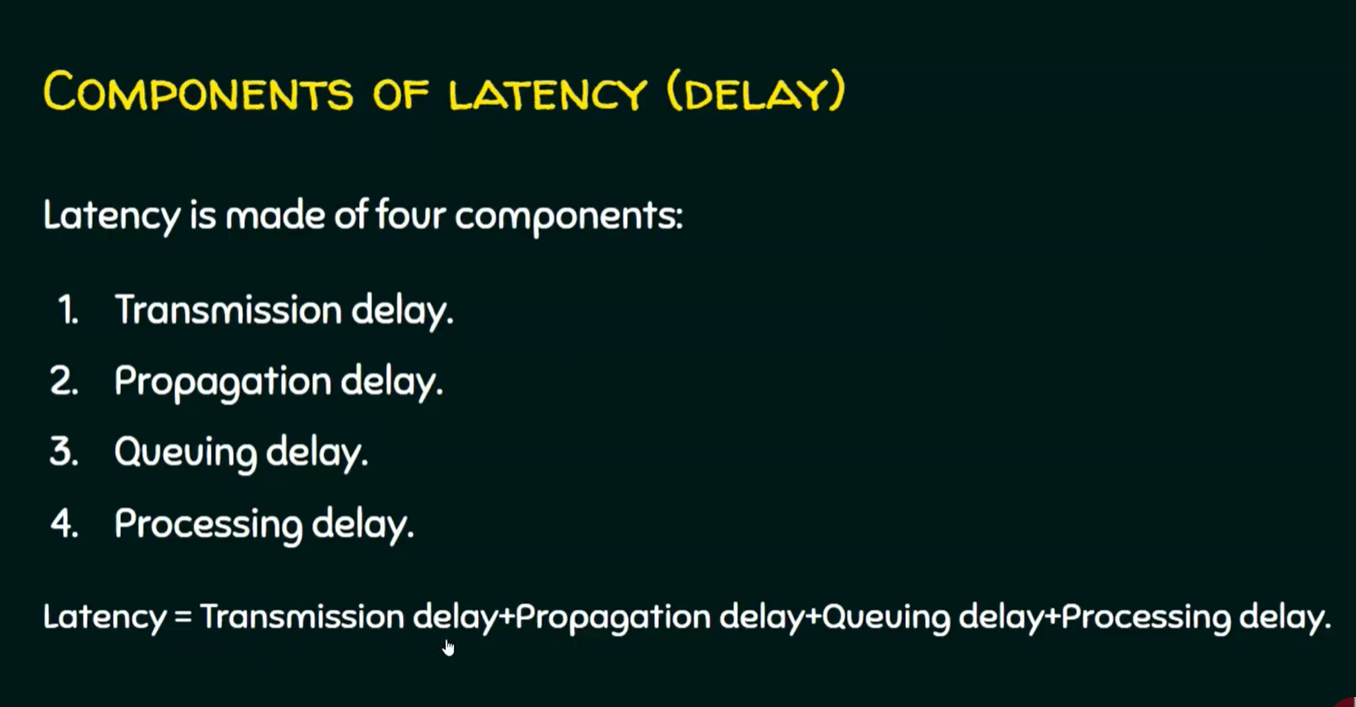 Components of latency (delay)
Latency is made of four components:
1. Transmission delay.
2. Propagation delay.
3. Queuing delay.
4. Processing delay.
Latency = Transmission delay+Propagation delay+Queuing delay+Processing delay.